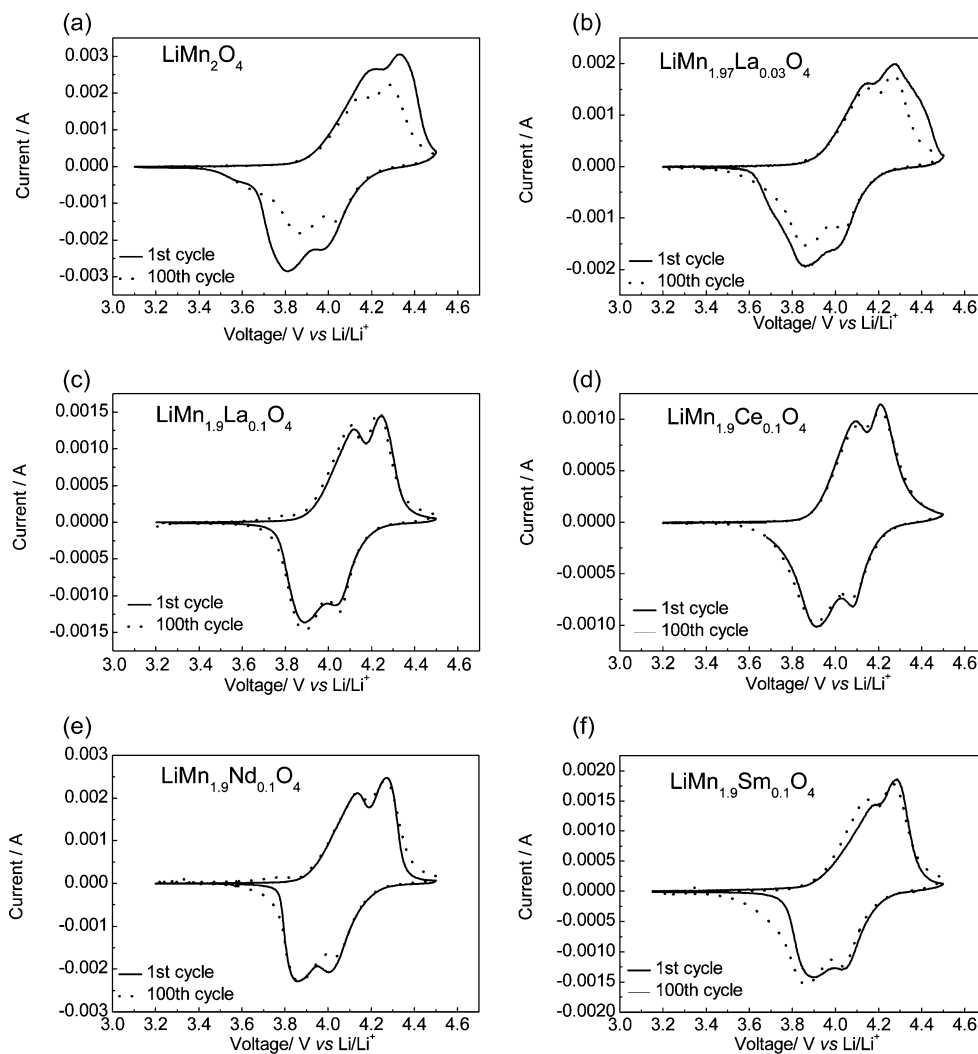 (a)
LiMn2O4
0.003
0.002
0.001
0.000
-0.001
-0.002
-0.003
Current / A
1st cycle
100th cycle
3.0 3.2 3.4 3.6 3.8 4.0 4.2 4.4 4.6
Voltage/ V vs Li/Li+
(b)
LiMn1.97La0.03O4
0.002
0.001
0.000
-0.001
-0.002
Current / A
1st cycle
100th cycle
3.0 3.2 3.4 3.6 3.8 4.0 4.2 4.4 4.6
Voltage/ V vs Li/Li+
(c)
LiMn1.9La0.1O4
0.0015
0.0010
0.0005
0.0000
-0.0005
-0.0010
-0.0015
Current / A
1st cycle
100th cycle
3.0 3.2 3.4 3.6 3.8 4.0 4.2 4.4 4.6
Voltage/ V vs Li/Li+
(d)
LiMn1.9Ce0.1O4
0.0010
0.0005
0.0000
-0.0005
-0.0010
Current / A
1st cycle
100th cycle
3.0 3.2 3.4 3.6 3.8 4.0 4.2 4.4 4.6
Voltage/ V vs Li/Li+
(e)
LiMn1.9Nd0.1O4
0.003
0.002
0.001
0.000
-0.001
-0.002
-0.003
Current / A
1st cycle
100th cycle
3.0 3.2 3.4 3.6 3.8 4.0 4.2 4.4 4.6
Voltage/ V vs Li/Li+
(f)
LiMn1.9Sm0.1O4
0.0020
0.0015
0.0010
0.0005
0.0000
-0.0005
-0.0010
-0.0015
-0.0020
Current / A
1st cycle
100th cycle
3.0 3.2 3.4 3.6 3.8 4.0 4.2 4.4 4.6
Voltage/ V vs Li/Li+